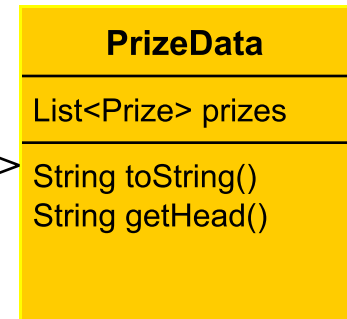 PrizeData
List<Prize> prizes
String toString()
String getHead()